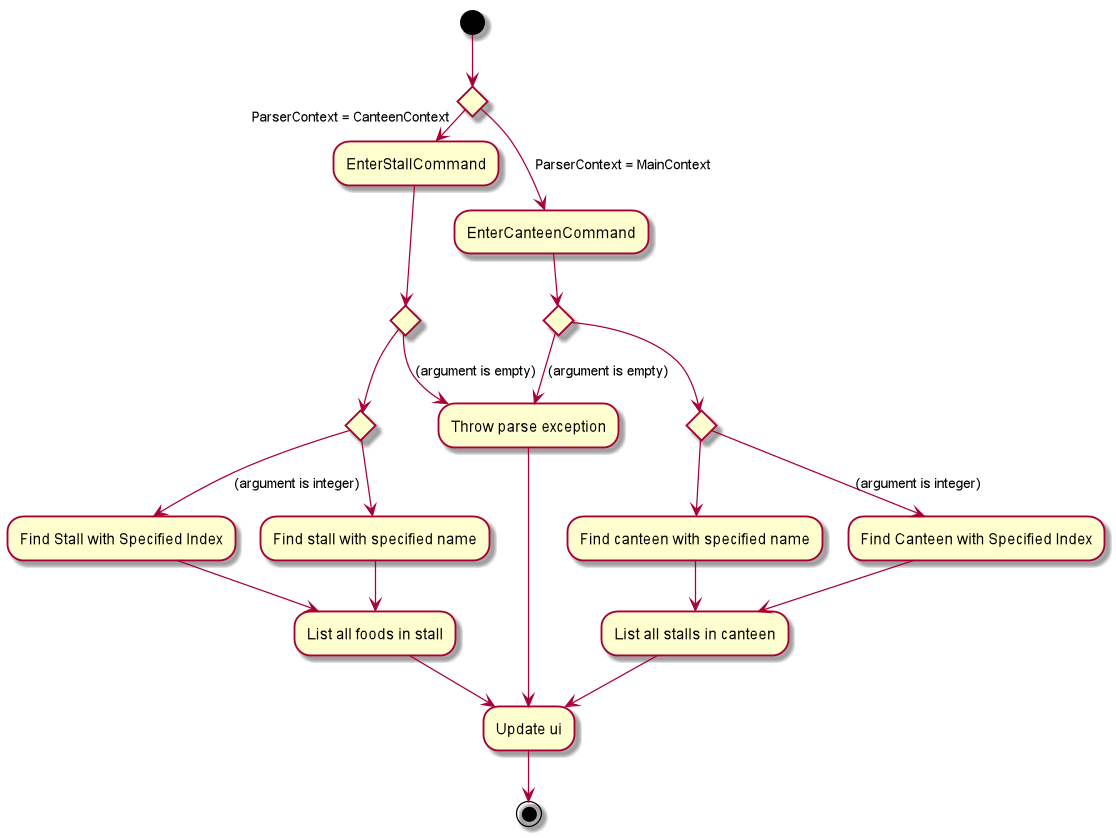 ParserContext = CanteenContext
EnterStallCommand
ParserContext = MainContext
EnterCanteenCommand
(argument is empty)
(argument is empty)
Throw parse exception
(argument is integer)
(argument is integer)
Find Stall with Specified Index
Find stall with specified name
Find canteen with specified name
Find Canteen with Specified Index
List all foods in stall
List all stalls in canteen
Update ui